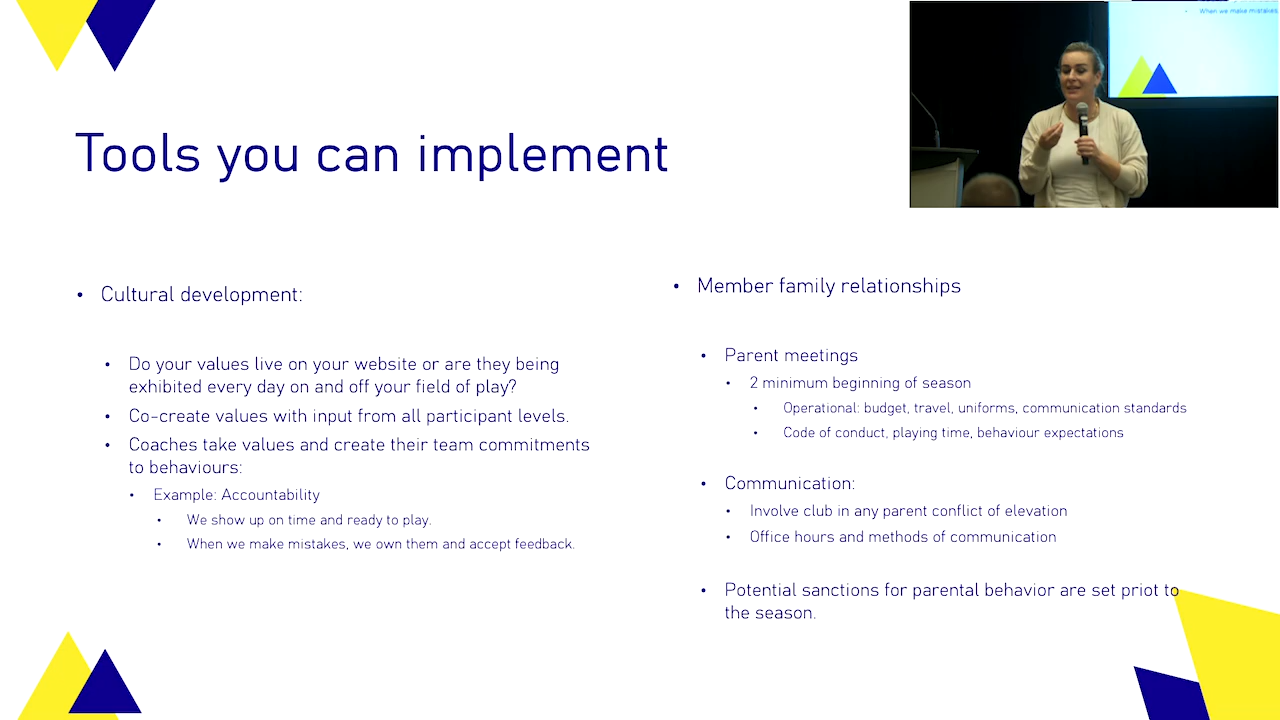 When we make mistakes
Tools you can implement
• Cultural development:
• Do your values live on your website or are they being
exhibited every day on and off your field of play?
• Co-create values with input from all participant levels.
• Coaches take values and create their team commitments
to behaviours:
• Example: Accountability
• We show up on time and ready to play.
• When we make mistakes, we own them and accept feedback.
• Member family relationships
• Parent meetings
• 2 minimum beginning of season
• Operational: budget, travel, uniforms, communication standards
• Code of conduct, playing time, behaviour expectations
• Communication:
• Involve club in any parent conflict of elevation
• Office hours and methods of communication
• Potential sanctions for parental behavior are set priot to
the season.